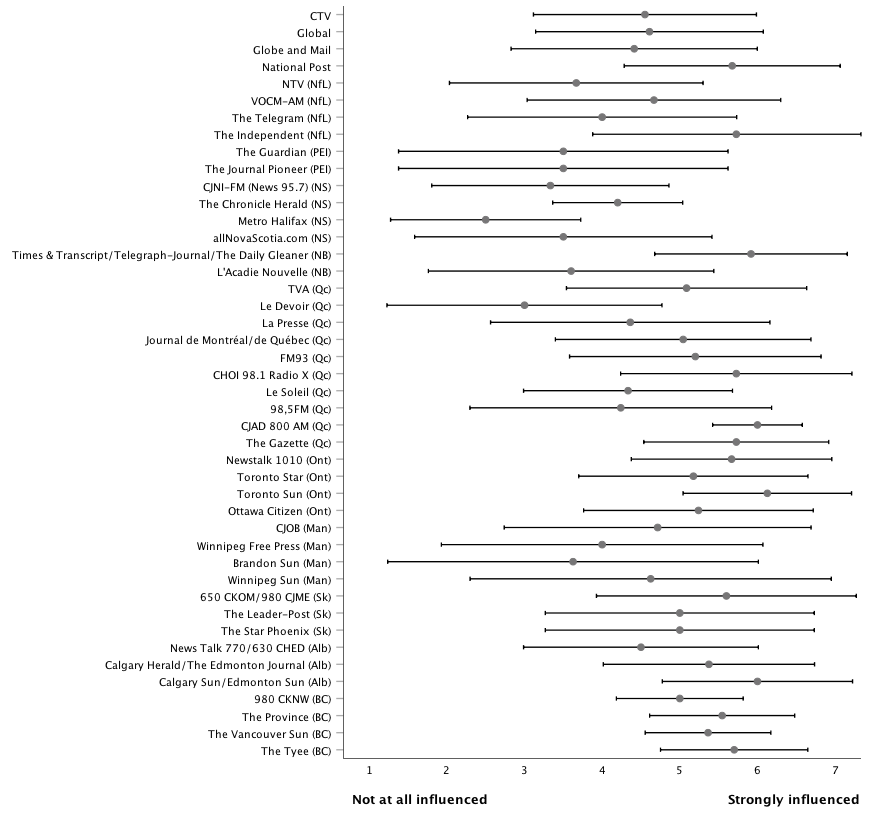 CTV
Global
Globe and Mail
National Post
NTV (NfL)
VOCM-AM (NfL)
The Telegram (NfL)
The Independent (NfL)
The Guardian (PEI)
The Journal Pioneer (PEI)
CJNI-FM (News 95.7) (NS)
The Chronicle Herald (NS)
Metro Halifax (NS)
allNovaScotia.com (NS)
Times & Transcript/Telegraph-Journal/The Daily Gleaner (NB)
L'Acadie Nouvelle (NB)
TVA (Qc)
Le Devoir (Qc)
La Presse (Qc)
Journal de Montréal/de Québec (Qc)
FM93 (Qc)
CHOI 98.1 Radio X (Qc)
Le Soleil (Qc)
98,5FM (Qc)
CJAD 800 AM (Qc)
The Gazette (Qc)
Newstalk 1010 (Ont)
Toronto Star (Ont)
Toronto Sun (Ont)
Ottawa Citizen (Ont)
CJOB (Man)
Winnipeg Free Press (Man)
Brandon Sun (Man)
Winnipeg Sun (Man)
650 CKOM/980 CJME (Sk)
The Leader-Post (Sk)
The Star Phoenix (Sk)
News Talk 770/630 CHED (Alb)
Calgary Herald/The Edmonton Journal (Alb)
Calgary Sun/Edmonton Sun (Alb)
980 CKNW (BC)
The Province (BC)
The Vancouver Sun (BC)
The Tyee (BC)
1 2 3 4 5 6 7
Not at all influenced Strongly influenced